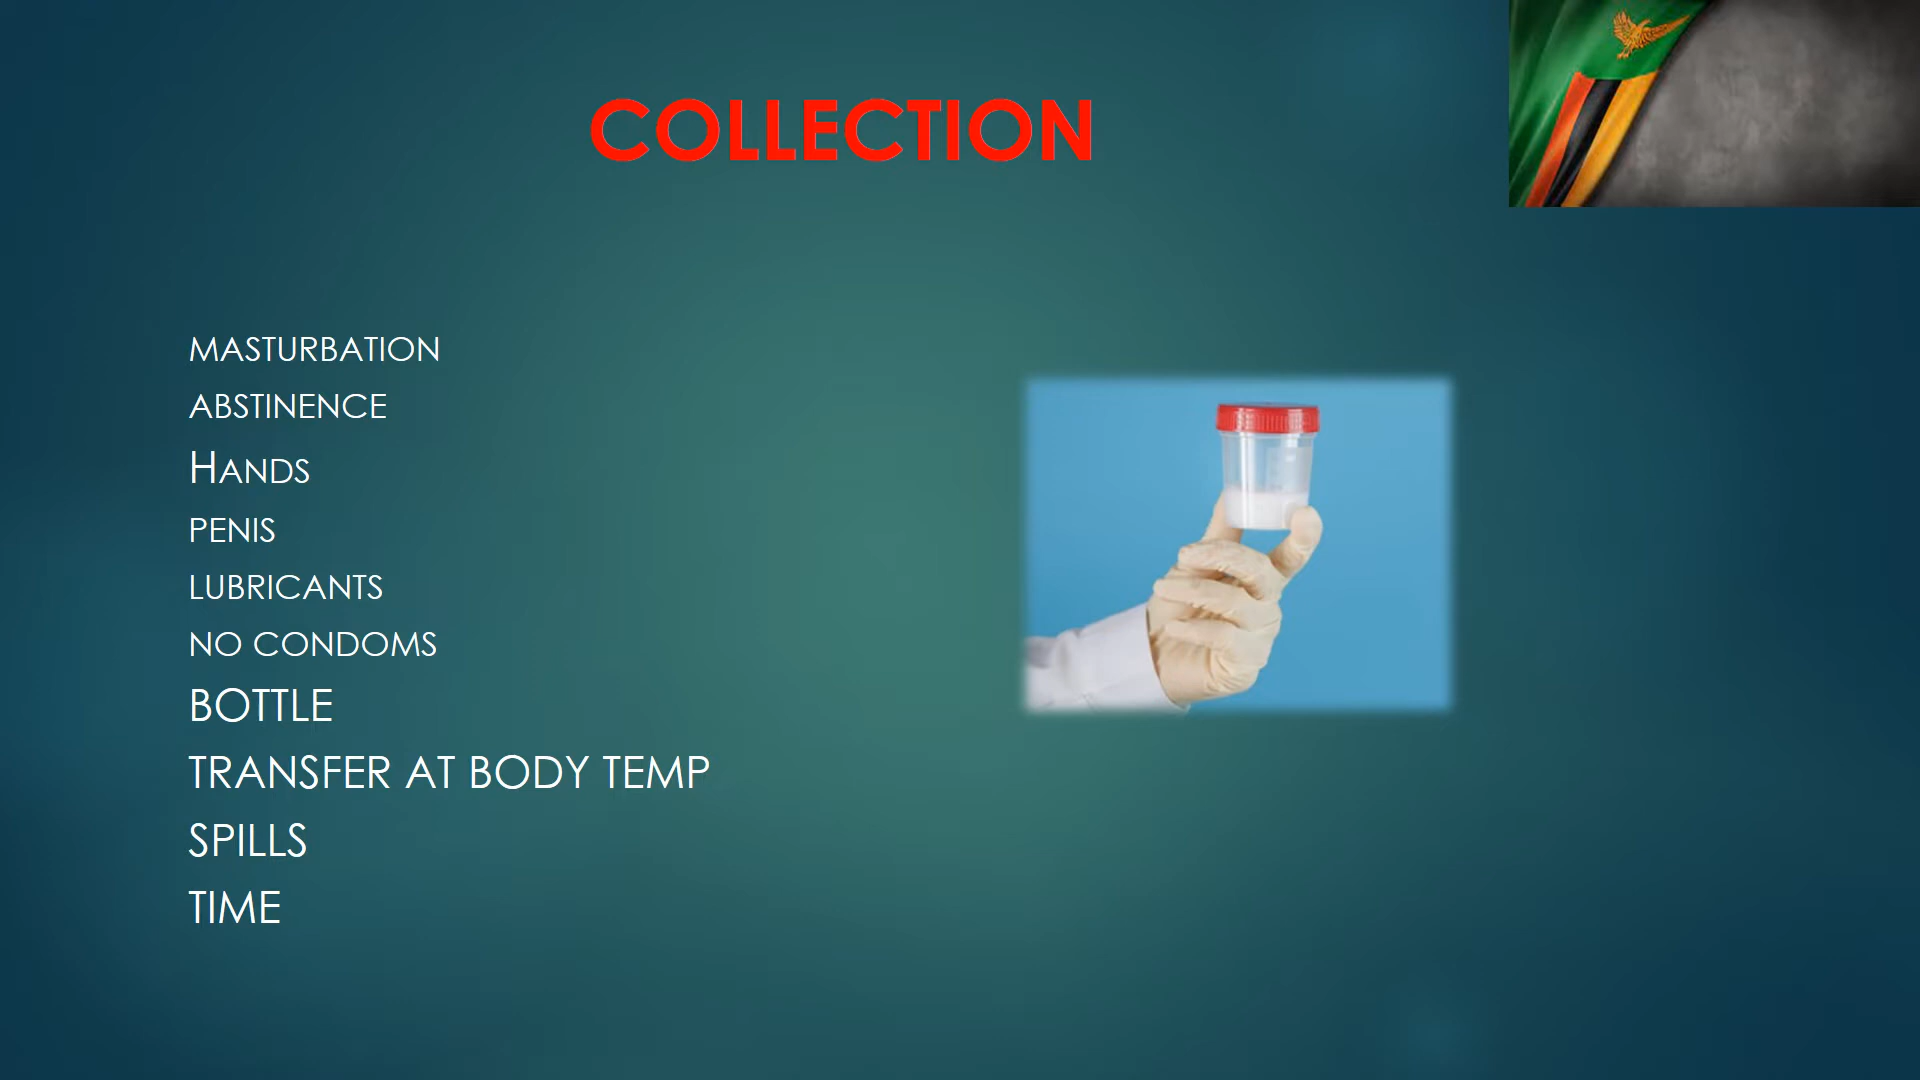 COLLECTION
MASTURBATION
ABSTINENCE
HANDS
PENIS
LUBRICANTS
NO CONDOMS
BOTTLE
TRANSFER AT BODY TEMP
SPILLS
TIME